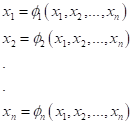 x₁ = ϕ₁(x₁,x₂,...,xₙ)
x₂ = ϕ₂(x₁,x₂,...,xₙ)
.
.
xₙ = ϕₙ(x₁,x₂,...,xₙ)